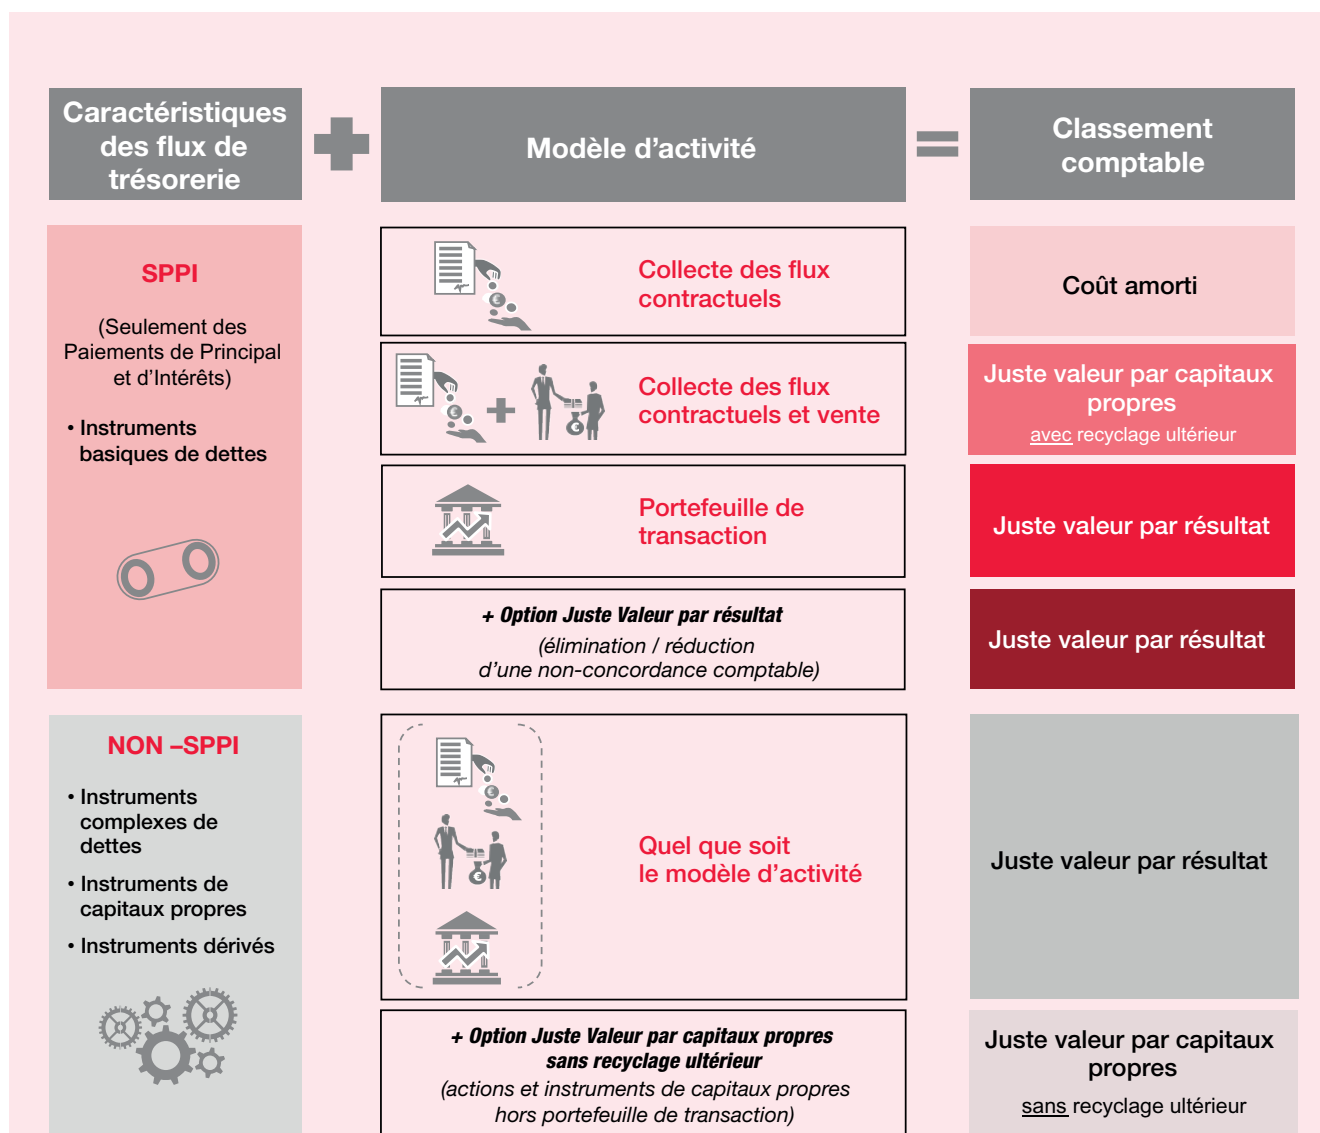 Caractéristiques
des flux de
trésorerie
Modèle d'activité
Classement
comptable
SPPI
(Seulement des
Paiements de Principal
et d'Intérêts)
• Instruments
basiques de dettes
Collecte des flux
contractuels
Coût amorti
Collecte des flux
contractuels et vente
Juste valeur par capitaux
propres
avec recyclage ultérieur
Portefeuille de
transaction
Juste valeur par résultat
+ Option Juste Valeur par résultat
(élimination / réduction
d'une non-concordance comptable)
Juste valeur par résultat
NON –SPPI
• Instruments
complexes de
dettes
• Instruments de
capitaux propres
• Instruments dérivés
Quel que soit
le modèle d'activité
Juste valeur par résultat
+ Option Juste Valeur par capitaux propres
sans recyclage ultérieur
(actions et instruments de capitaux propres
hors portefeuille de transaction)
Juste valeur par capitaux
propres
sans recyclage ultérieur